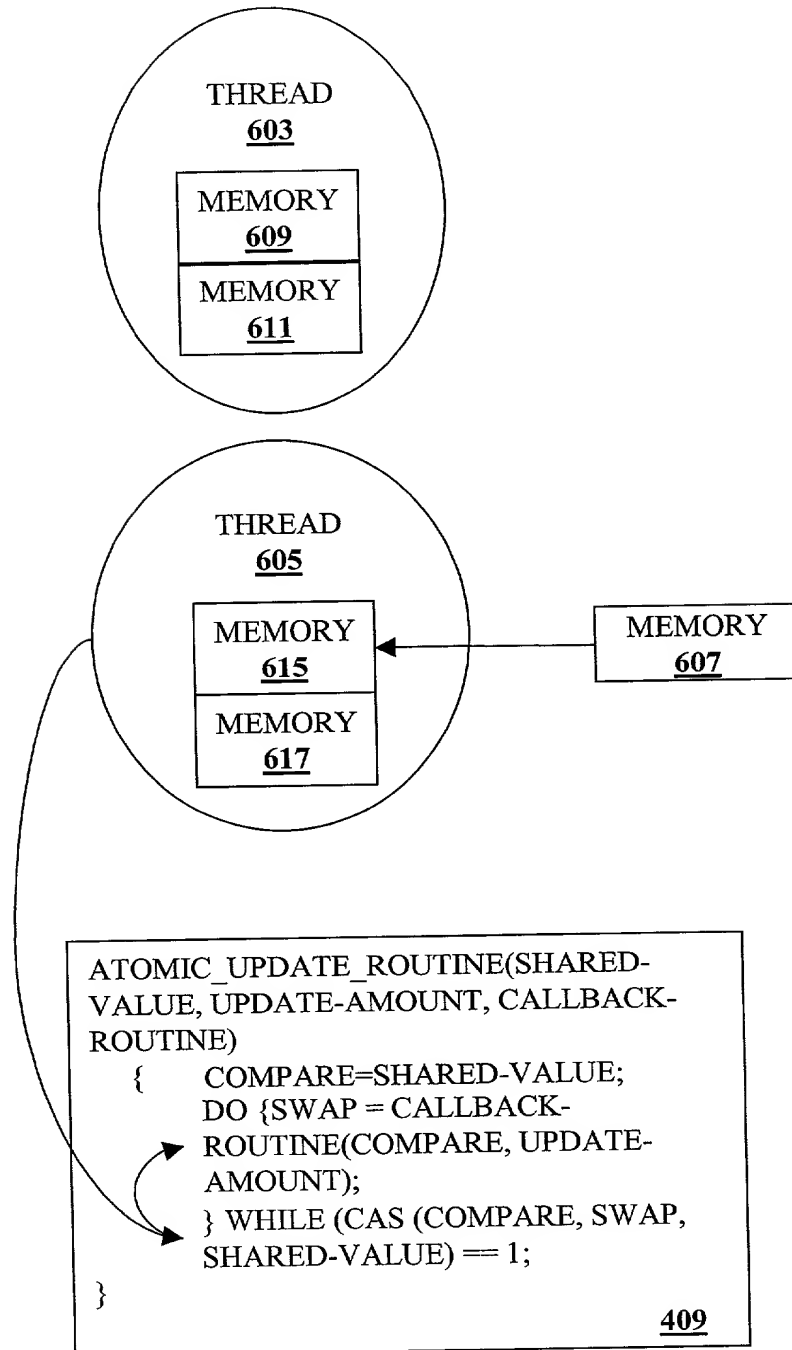 THREAD
603
MEMORY
609
MEMORY
611
THREAD
605
MEMORY
615
MEMORY
617
MEMORY
607
ATOMIC_UPDATE_ROUTINE(SHARED-
VALUE, UPDATE-AMOUNT, CALLBACK-
ROUTINE)
{ COMPARE=SHARED-VALUE;
DO {SWAP = CALLBACK-
ROUTINE(COMPARE, UPDATE-
AMOUNT);
} WHILE (CAS (COMPARE, SWAP,
SHARED-VALUE) == 1;
}
409